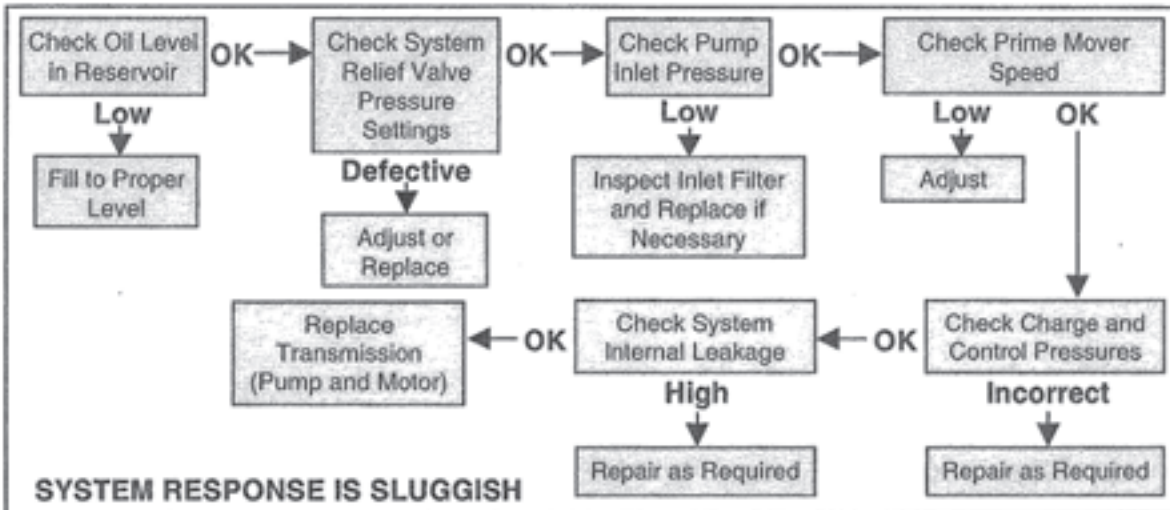 Check Oil Level
in Reservoir
OK
Check System
Relief Valve
Pressure
Settings
OK
Check Pump
Inlet Pressure
OK
Check Prime Mover
Speed
Low
Fill to Proper
Level
Defective
Adjust or
Replace
Low
Inspect Inlet Filter
and Replace if
Necessary
Low
Adjust
OK
Check Charge and
Control Pressures
OK
Check System
Internal Leakage
OK
Replace
Transmission
(Pump and Motor)
High
Repair as Required
Incorrect
Repair as Required
SYSTEM RESPONSE IS SLUGGISH